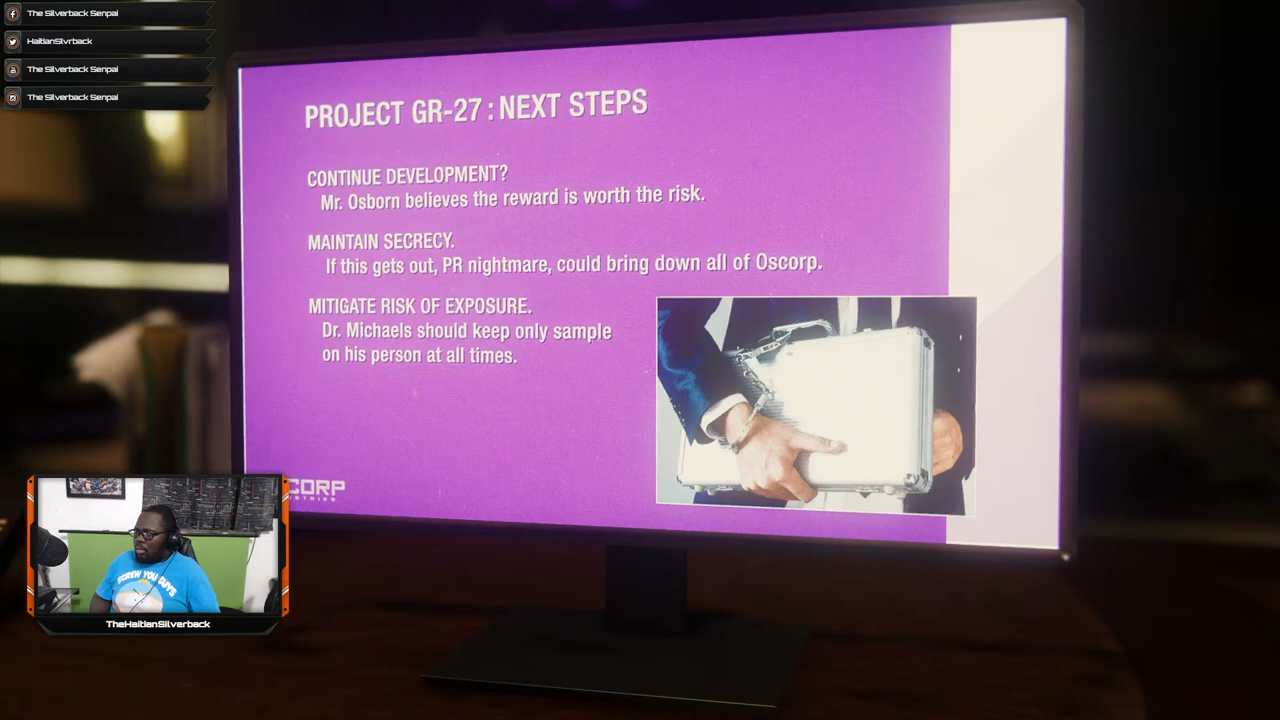 The Silverback Senpai
HaitianSlvrback
The Silverback Senpai
The Silverback Senpai
PROJECT GR-27 : NEXT STEPS
CONTINUE DEVELOPMENT?
Mr. Osborn believes the reward is worth the risk.
MAINTAIN SECRECY.
If this gets out, PR nightmare, could bring down all of Oscorp.
MITIGATE RISK OF EXPOSURE.
Dr. Michaels should keep only sample
on his person at all times.
CORP
SCREW YOU GUYS
TheHaitianSilverback